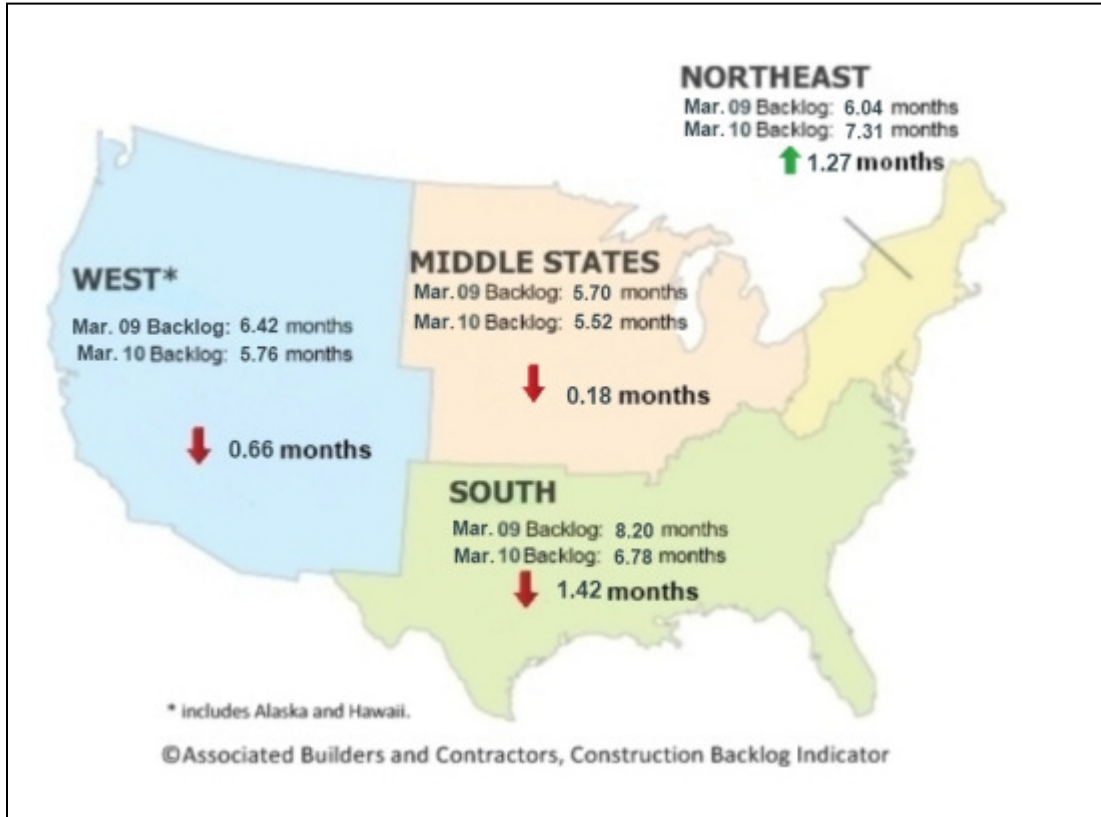 NORTHEAST
Mar. 09 Backlog: 6.04 months
Mar. 10 Backlog: 7.31 months
1.27 months
WEST*
Mar. 09 Backlog: 6.42 months
Mar. 10 Backlog: 5.76 months
0.66 months
MIDDLE STATES
Mar. 09 Backlog: 5.70 months
Mar. 10 Backlog: 5.52 months
0.18 months
SOUTH
Mar. 09 Backlog: 8.20 months
Mar. 10 Backlog: 6.78 months
1.42 months
* includes Alaska and Hawaii.
©Associated Builders and Contractors, Construction Backlog Indicator